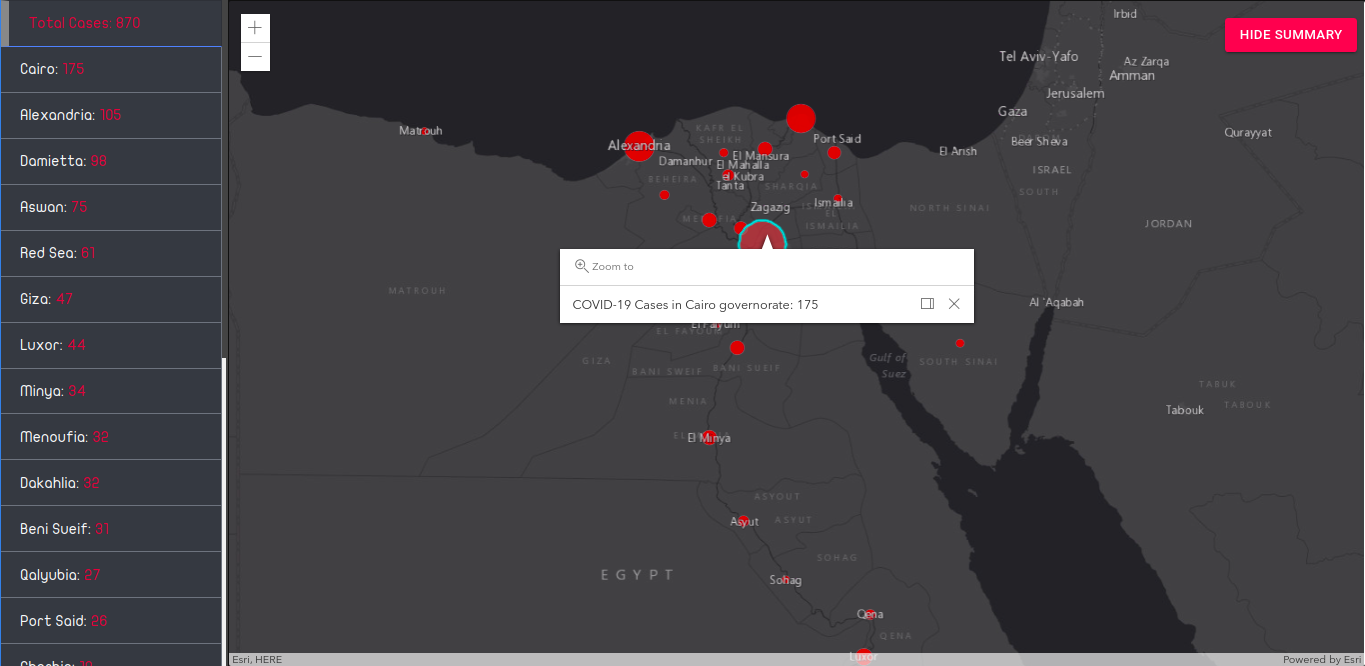 Total Cases: 870
Cairo: 175
Alexandria: 105
Damietta: 98
Aswan: 75
Red Sea: 61
Giza: 47
Luxor: 44
Minya: 34
Menoufia: 32
Dakahlia: 32
Beni Sueif: 31
Qalyubia: 27
Port Said: 26
HIDE SUMMARY
Irbid
Tel Aviv-Yafo
Az Zarqa
Amman
Jerusalem
Gaza
Matrouh
KAFR EL
SHEIKH
Port Said
Qurayyat
Beer Sheva
Alexandria
El Arish
Damanhur
El Mansura
El Mahalla
el Kubra
ISRAEL
BEHEIRA
Tanta
SHARQIA
SOUTH
Zagazig
Ismailia
EL
ISMAILIA
NORTH SINAI
JORDAN
Zoom to
COVID-19 Cases in Cairo governorate: 175
MATROUH
Al 'Aqabah
El Fayum
EL FAYOUM
GIZA
BANI SWEIF
BANI SUEIF
Gulf of
Suez
SOUTH SINAI
TABUK
MENIA
Tabouk
TABOUK
El Minya
ASYOUT
Asyut
ASYUT
SOHAG
EGYPT
Sohag
Qena
QENA
Luxor
Esri, HERE
Powered by Esri